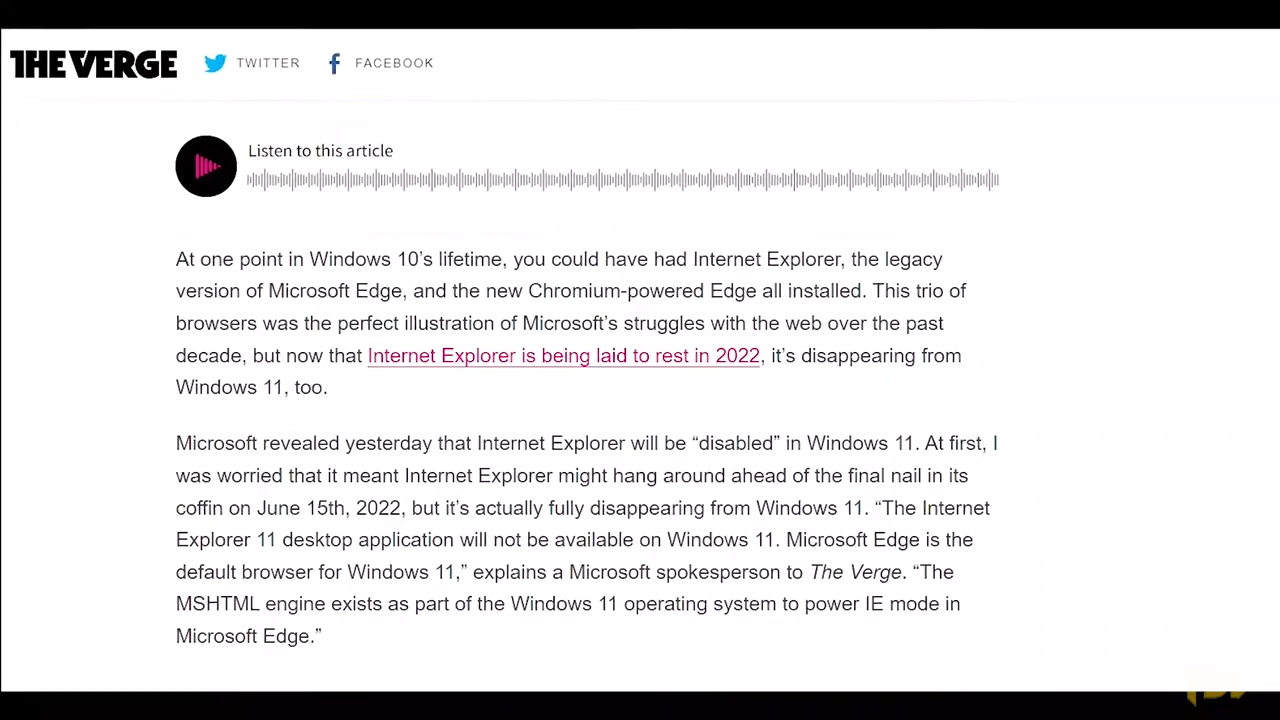 THE VERGE TWITTER FACEBOOK
Listen to this article
At one point in Windows 10’s lifetime, you could have had Internet Explorer, the legacy
version of Microsoft Edge, and the new Chromium-powered Edge all installed. This trio of
browsers was the perfect illustration of Microsoft’s struggles with the web over the past
decade, but now that Internet Explorer is being laid to rest in 2022, it’s disappearing from
Windows 11, too.
Microsoft revealed yesterday that Internet Explorer will be “disabled” in Windows 11. At first, I
was worried that it meant Internet Explorer might hang around ahead of the final nail in its
coffin on June 15th, 2022, but it’s actually fully disappearing from Windows 11. “The Internet
Explorer 11 desktop application will not be available on Windows 11. Microsoft Edge is the
default browser for Windows 11,” explains a Microsoft spokesperson to The Verge. “The
MSHTML engine exists as part of the Windows 11 operating system to power IE mode in
Microsoft Edge.”